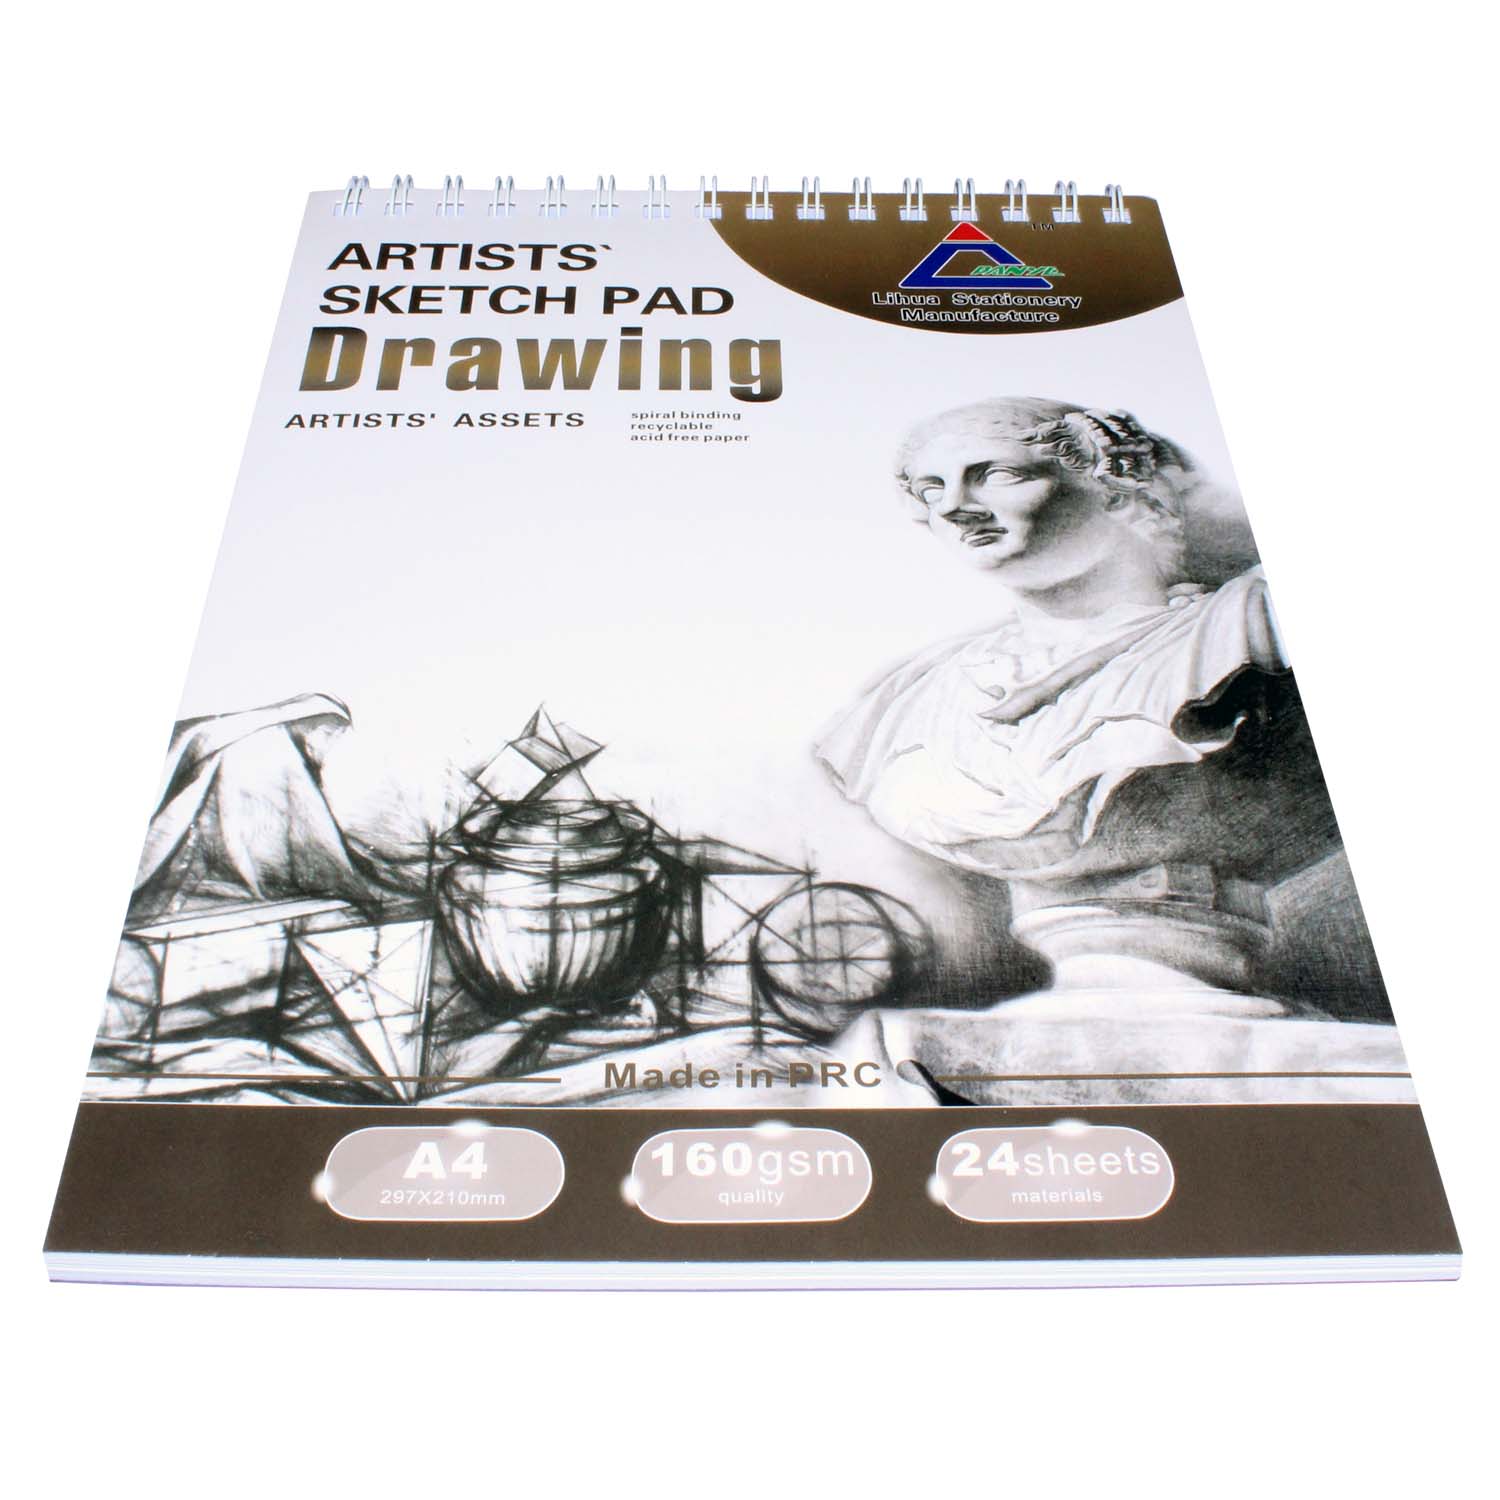 ARTISTS`
SKETCH PAD
Drawing
ARTISTS' ASSETS
spiral binding
recyclable
acid free paper
TM
Lihua Stationery
Manufacture
Made in PRC
A4
297X210mm
160gsm
quality
24sheets
materials